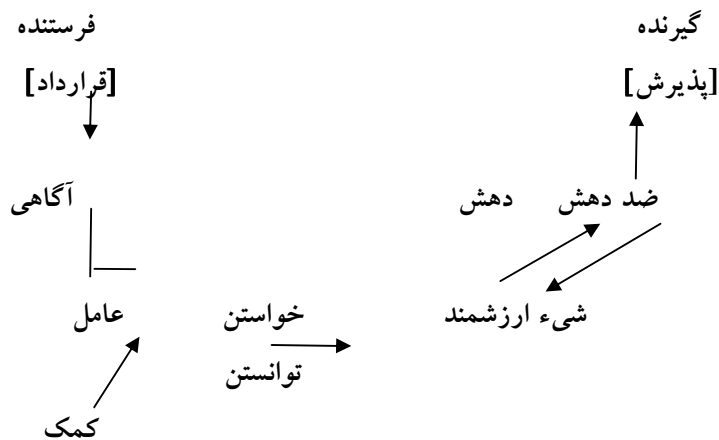 فرستنده گیرنده
[قرارداد] [پذیرش]
آگاهی دهش ضد دهش
عامل خواستن شیء ارزشمند
توانستن
کمک